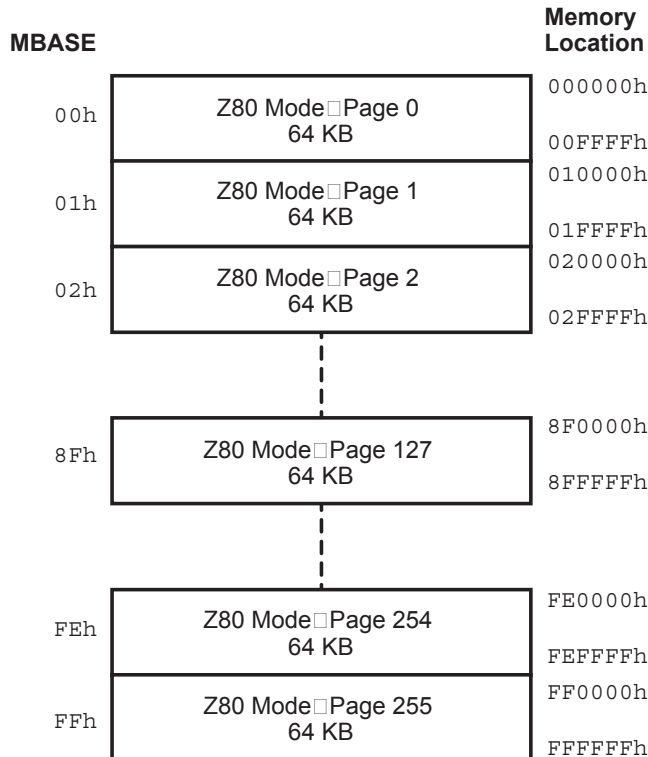 MBASE
Memory
Location
00h
Z80 Mode□Page 0
64 KB
000000h
00FFFFh
01h
Z80 Mode□Page 1
64 KB
010000h
01FFFFh
02h
Z80 Mode□Page 2
64 KB
020000h
02FFFFh
8Fh
Z80 Mode□Page 127
64 KB
8F0000h
8FFFFFh
FEh
Z80 Mode□Page 254
64 KB
FE0000h
FEFFFFh
FFh
Z80 Mode□Page 255
64 KB
FF0000h
FFFFFFh